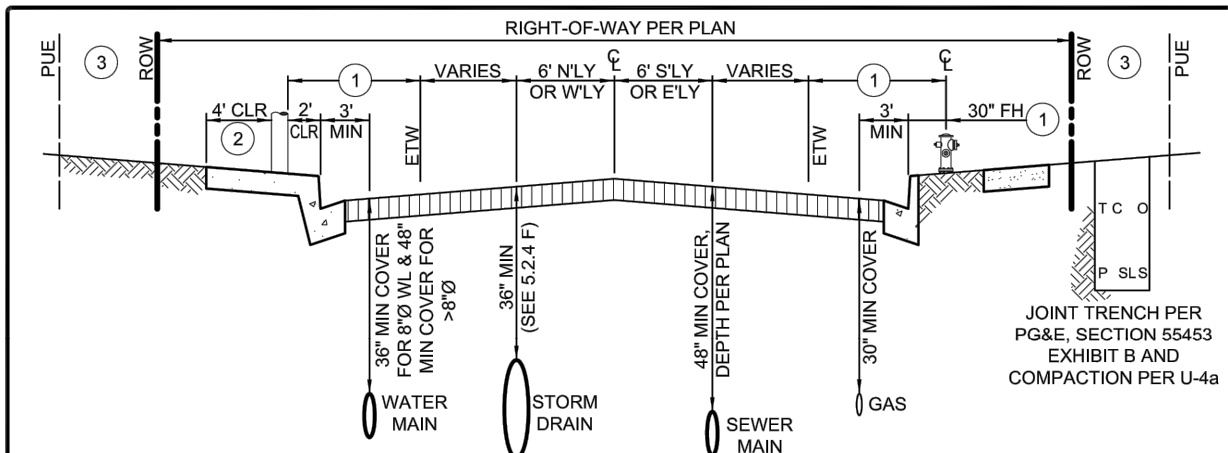 RIGHT-OF-WAY PER PLAN
PUE
3
ROW
1
VARIES
6' N'LY
OR W'LY
℄
6' S'LY
OR E'LY
VARIES
1
℄
ROW
3
PUE
4' CLR
2
2'
CLR
3'
MIN
ETW
ETW
3'
MIN
30" FH
1
36" MIN COVER
FOR 8"Ø WL & 48"
MIN COVER FOR
>8"Ø
36" MIN
(SEE 5.2.4 F)
48" MIN COVER,
DEPTH PER PLAN
30" MIN COVER
T C O
P SLS
JOINT TRENCH PER
PG&E, SECTION 55453
EXHIBIT B AND
COMPACTION PER U-4a
WATER
MAIN
STORM
DRAIN
SEWER
MAIN
GAS